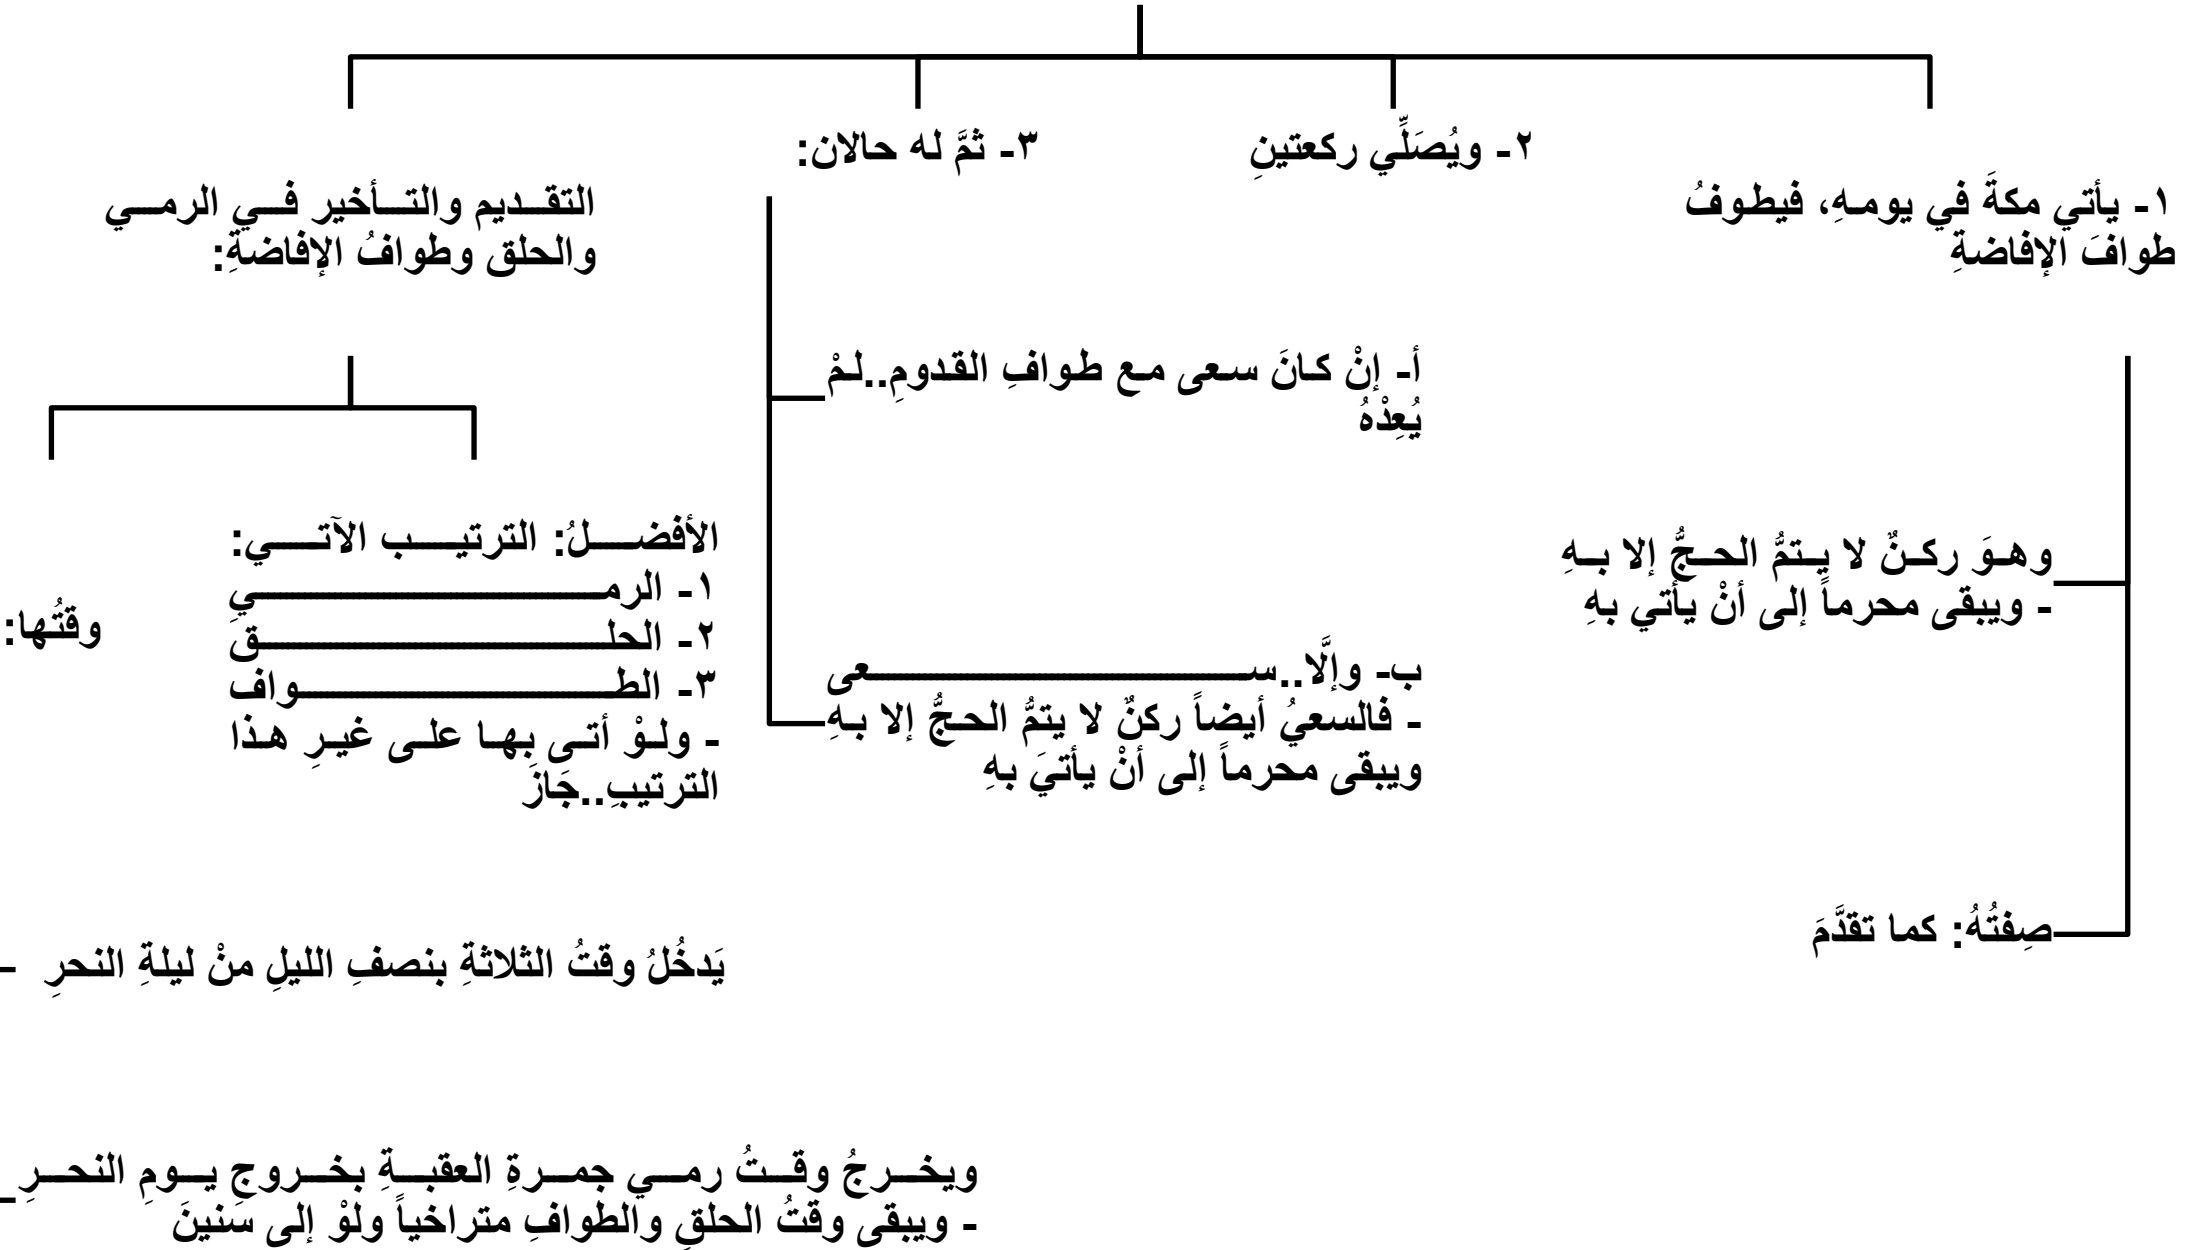 ١- يأتي مكةَ في يومهِ، فيطوفُ
طوافَ الإفاضةِ
وهوَ ركنٌ لا يتمُّ الحجُّ إلا بهِ
- ويبقى محرماً إلى أنْ يأتي بهِ
صِفتُهُ: كما تقدَّمَ
٢- ويُصَلِّي ركعتينِ
٣- ثمَّ له حالان:
أ- إنْ كانَ سعى مع طوافِ القدومِ..لمْ
يُعِدْهُ
ب- وإلَّا..سعى
- فالسعيُ أيضاً ركنٌ لا يتمُّ الحجُّ إلا بهِ
ويبقى محرماً إلى أنْ يأتيَ بهِ
التقديم والتأخير في الرمي
والحلق وطوافُ الإفاضةِ:
الأفضلُ: الترتيب الآتي:
١- الرمي
٢- الحلق
٣- الطواف
- ولوْ أتى بها على غيرِ هذا
الترتيبِ..جَازَ
وقتُها:
يَدخُلُ وقتُ الثلاثةِ بنصفِ الليلِ منْ ليلةِ النحرِ
ويخرجُ وقتُ رمي جمرةِ العقبةِ بخروجِ يومِ النحرِ
- ويبقى وقتُ الحلقِ والطوافِ متراخياً ولوْ إلى سَنينَ